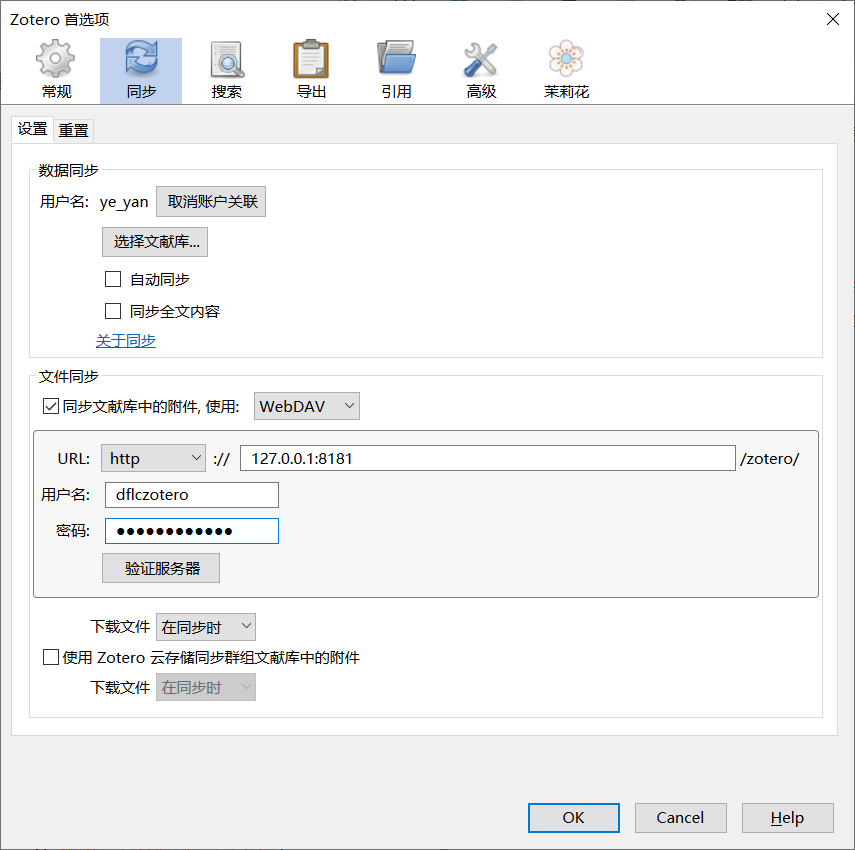 Zotero 首选项
常规 同步 搜索 导出 引用 高级 茉莉花
设置 重置
数据同步
用户名: ye_yan 取消账户关联
选择文献库...
自动同步
同步全文内容
关于同步
文件同步
同步文献库中的附件, 使用: WebDAV
URL: http :// 127.0.0.1:8181 /zotero/
用户名: dflczotero
密码: ●●●●●●●●●●●●
验证服务器
下载文件 在同步时
使用 Zotero 云存储同步群组文献库中的附件
下载文件 在同步时
OK Cancel Help